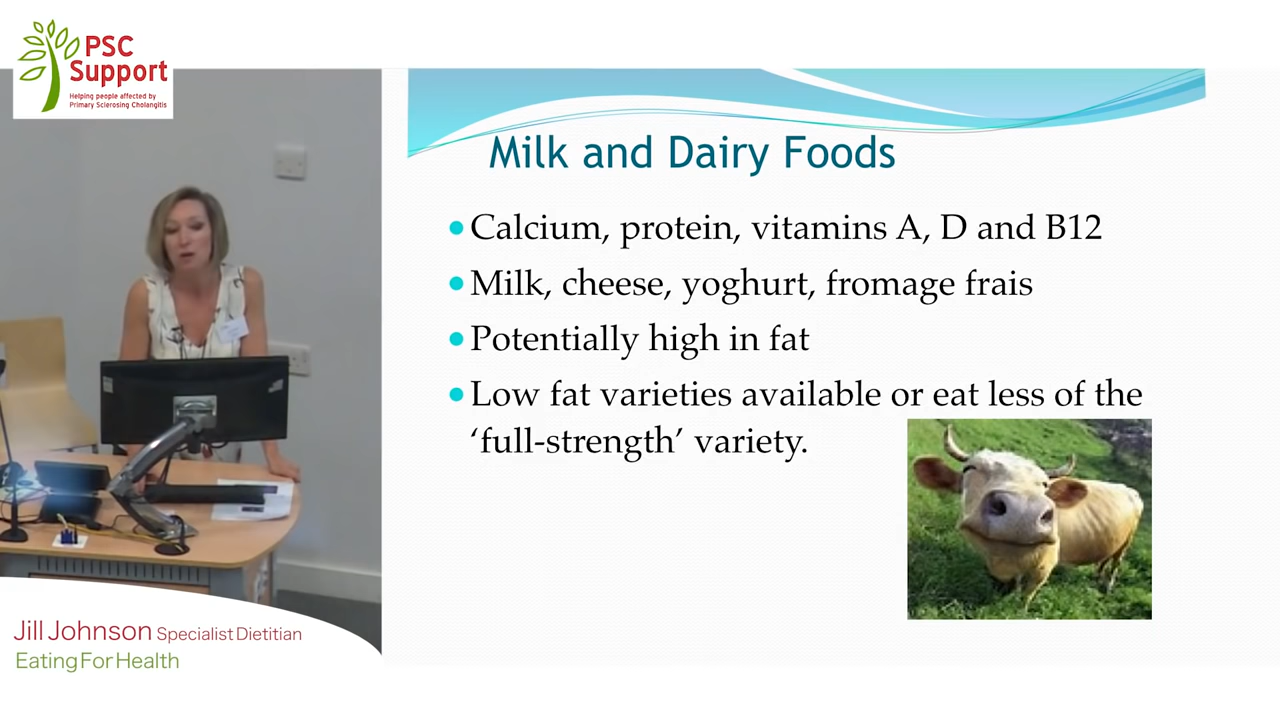 PSC
Support
Helping people affected by
Primary Sclerosing Cholangitis
Milk and Dairy Foods
Calcium, protein, vitamins A, D and B12
Milk, cheese, yoghurt, fromage frais
Potentially high in fat
Low fat varieties available or eat less of the
‘full-strength’ variety.
Jill Johnson Specialist Dietitian
Eating For Health